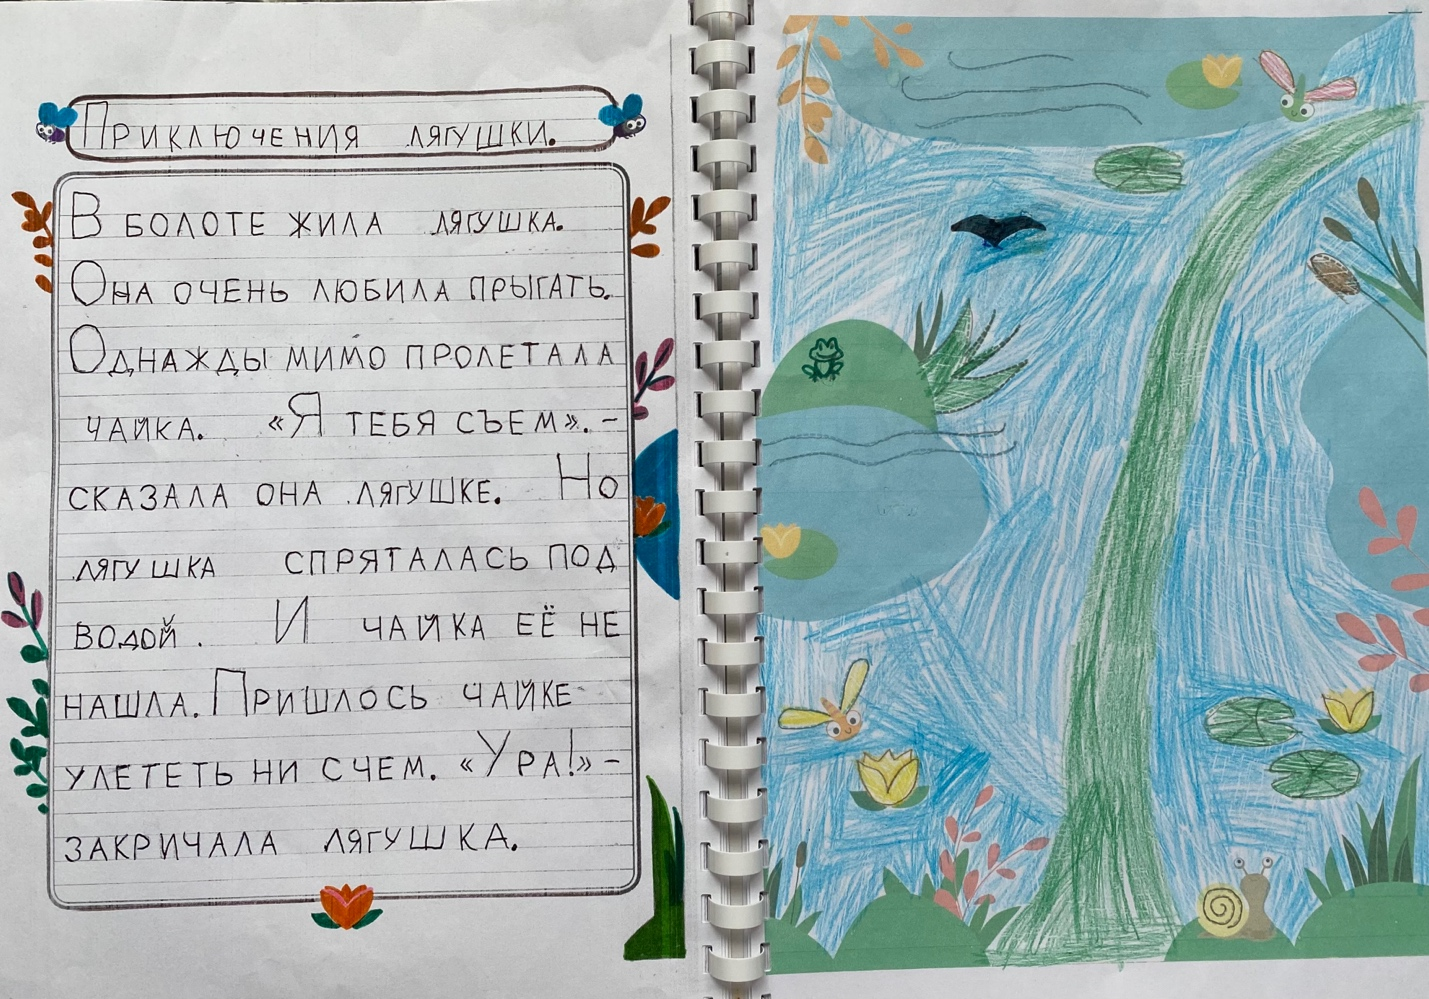 Приключения лягушки.
В болоте жила лягушка.
Она очень любила прыгать.
Однажды мимо пролетала
чайка. «Я тебя съем». –
сказала она лягушке. Но
лягушка спряталась под
водой. И чайка её не
нашла. Пришлось чайке
улететь ни с чем. «Ура!» –
закричала лягушка.